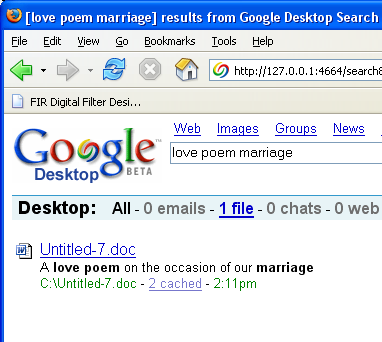 [love poem marriage] results from Google Desktop Search
File Edit View Go Bookmarks Tools Help
http://127.0.0.1:4664/search&
FIR Digital Filter Desi...
Web Images Groups News
Google™
Desktop BETA
love poem marriage
Desktop: All - 0 emails - 1 file - 0 chats - 0 web
Untitled-7.doc
A love poem on the occasion of our marriage
C:\Untitled-7.doc - 2 cached - 2:11pm